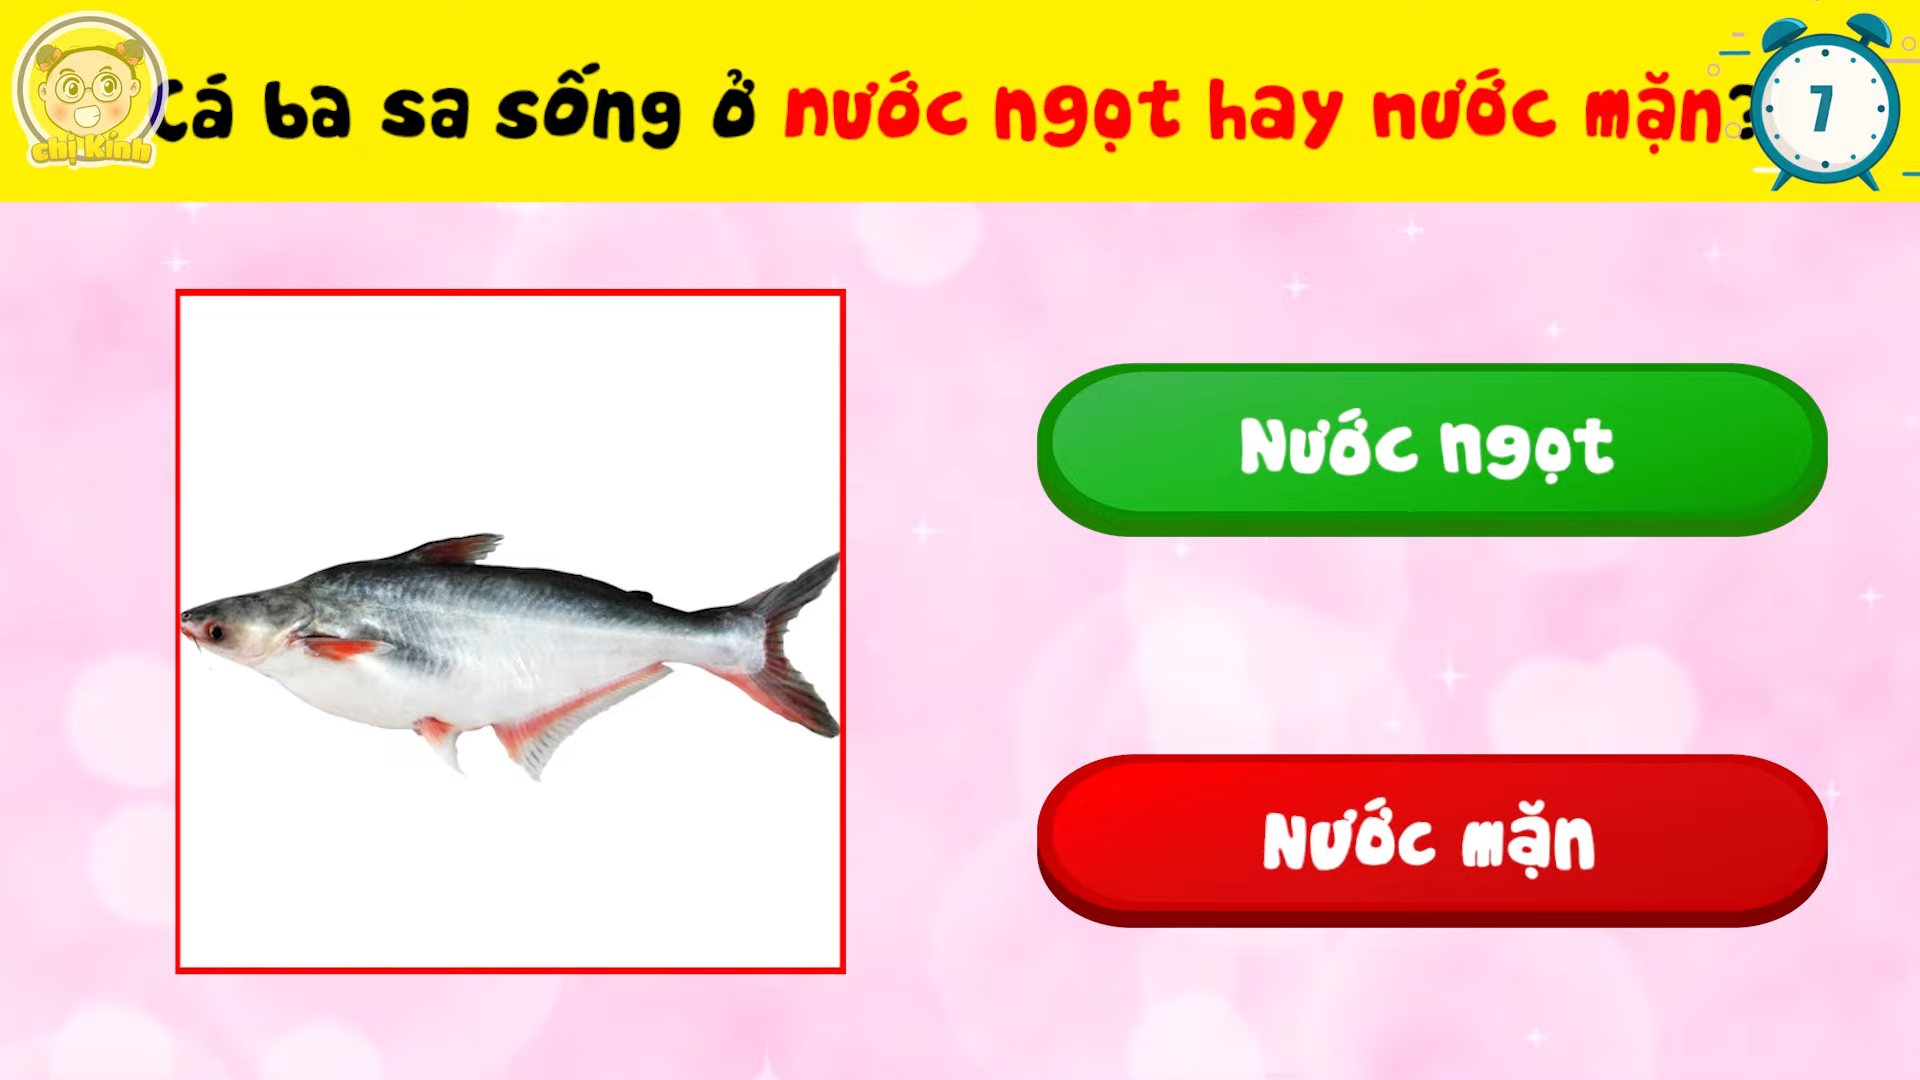 Cá ba sa sống ở nước ngọt hay nước mặn?
chị Kính
7
Nước ngọt
Nước mặn